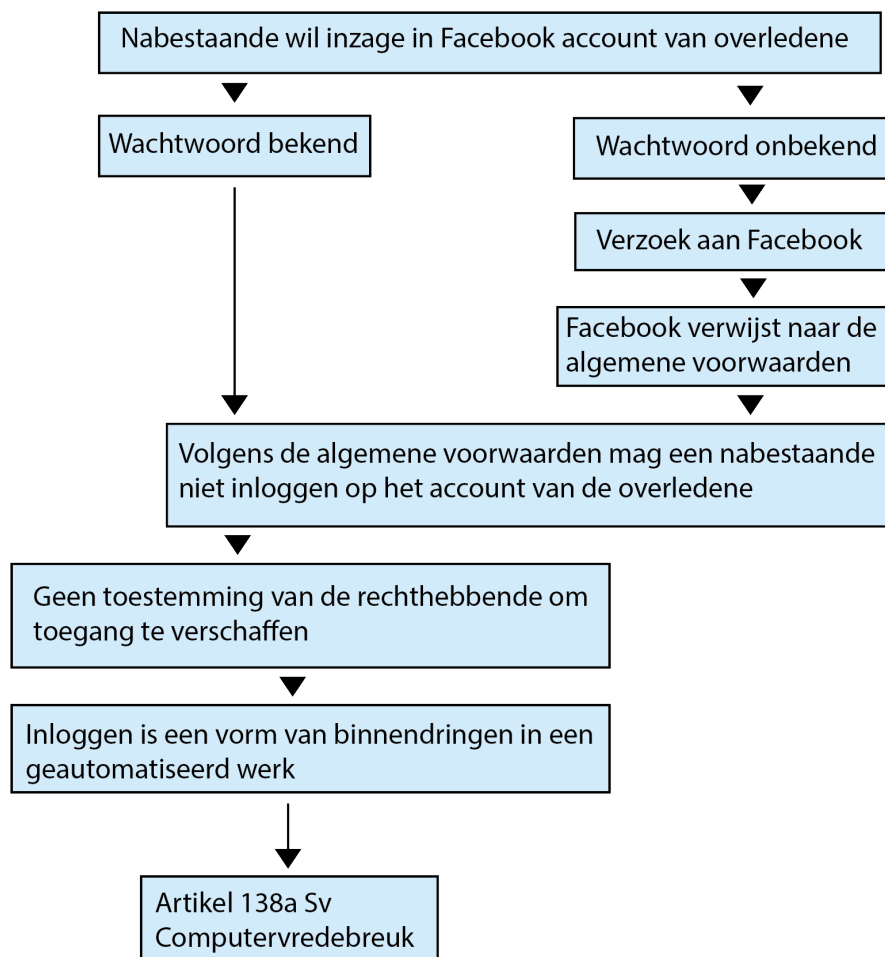 Nabestaande wil inzage in Facebook account van overledene
Wachtwoord bekend
Wachtwoord onbekend
Verzoek aan Facebook
Facebook verwijst naar de
algemene voorwaarden
Volgens de algemene voorwaarden mag een nabestaande
niet inloggen op het account van de overledene
Geen toestemming van de rechthebbende om
toegang te verschaffen
Inloggen is een vorm van binnendringen in een
geautomatiseerd werk
Artikel 138a Sv
Computervredebreuk